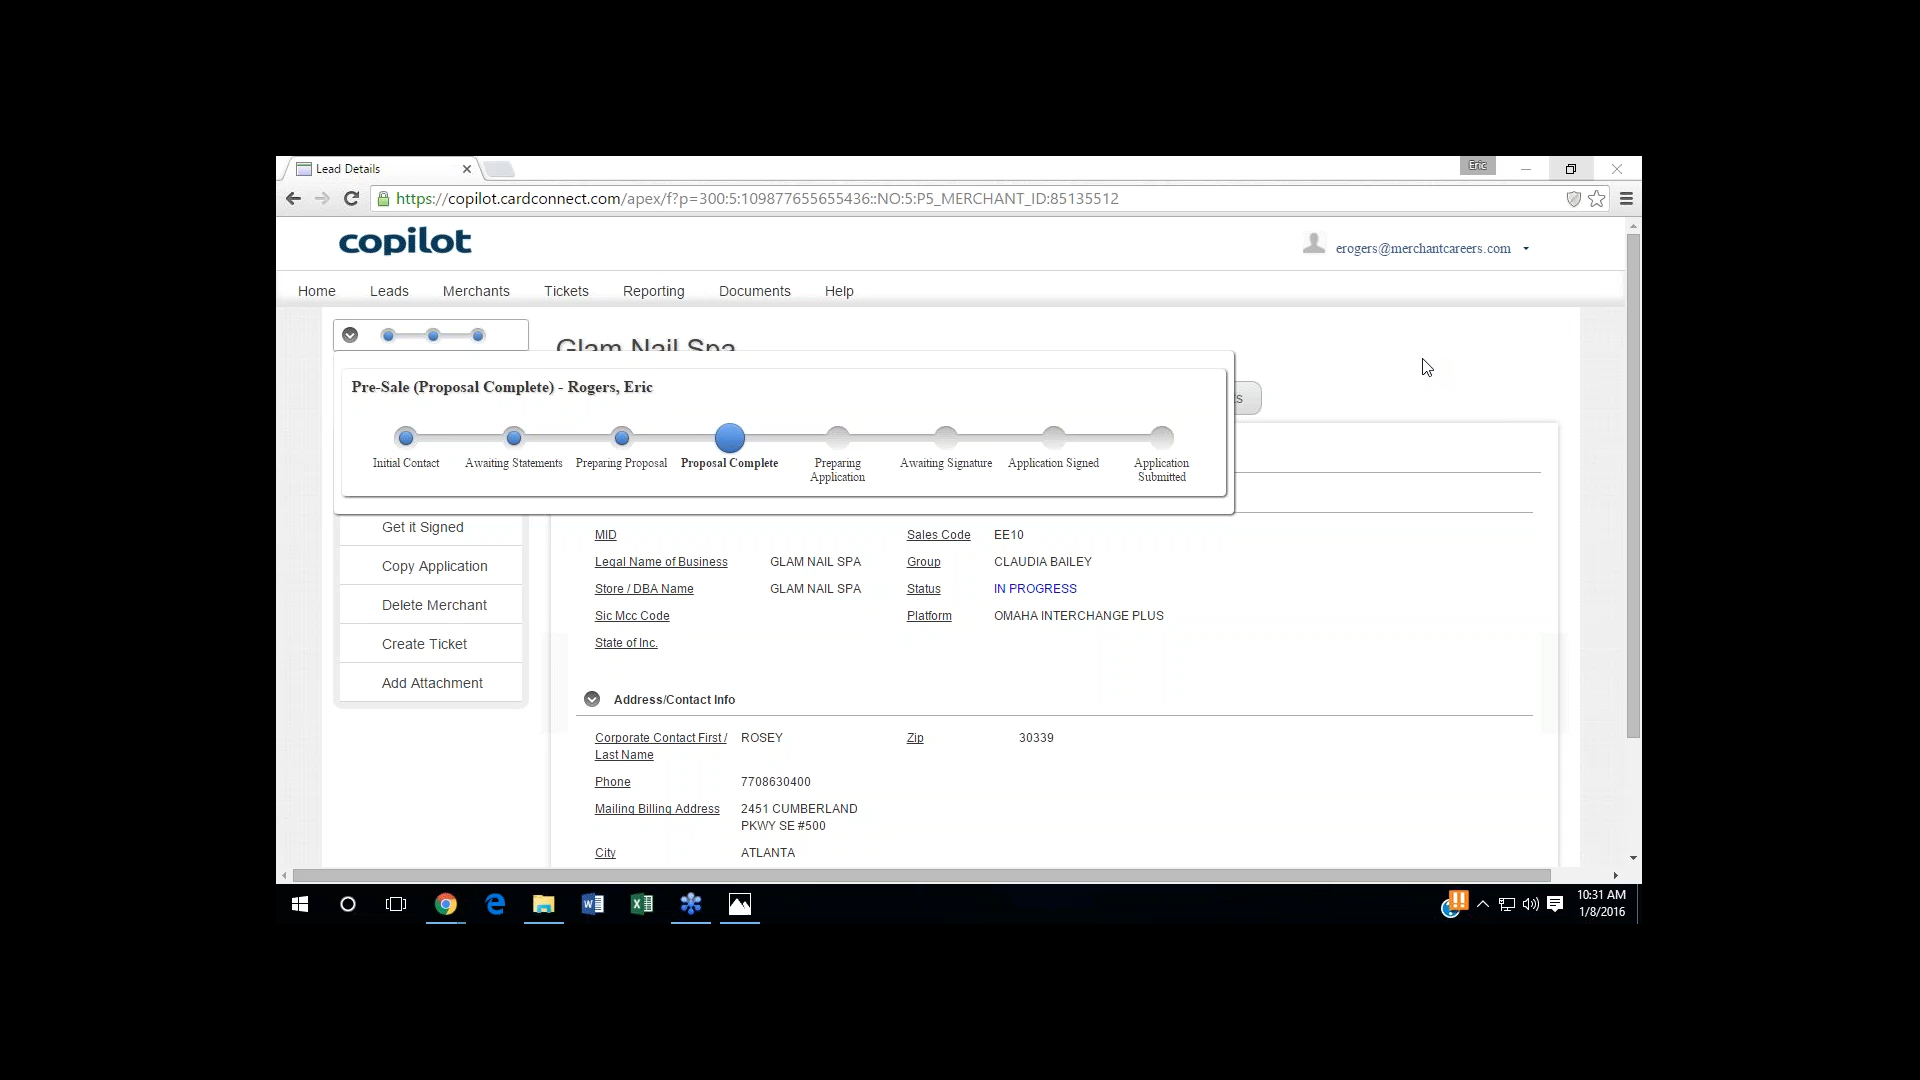 Lead Details
Eric
https://copilot.cardconnect.com/apex/f?p=300:5:109877655655436::NO:5:P5_MERCHANT_ID:85135512
copilot
erogers@merchantcareers.com
Home Leads Merchants Tickets Reporting Documents Help
Glam Nail Spa
Pre-Sale (Proposal Complete) - Rogers, Eric
Initial Contact Awaiting Statements Preparing Proposal Proposal Complete Preparing Application Awaiting Signature Application Signed Application Submitted
Get it Signed
Copy Application
Delete Merchant
Create Ticket
Add Attachment
MID Sales Code EE10
Legal Name of Business GLAM NAIL SPA Group CLAUDIA BAILEY
Store / DBA Name GLAM NAIL SPA Status IN PROGRESS
Sic Mcc Code Platform OMAHA INTERCHANGE PLUS
State of Inc.
Address/Contact Info
Corporate Contact First / Last Name ROSEY Zip 30339
Phone 7708630400
Mailing Billing Address 2451 CUMBERLAND
PKWY SE #500
City ATLANTA
10:31 AM
1/8/2016